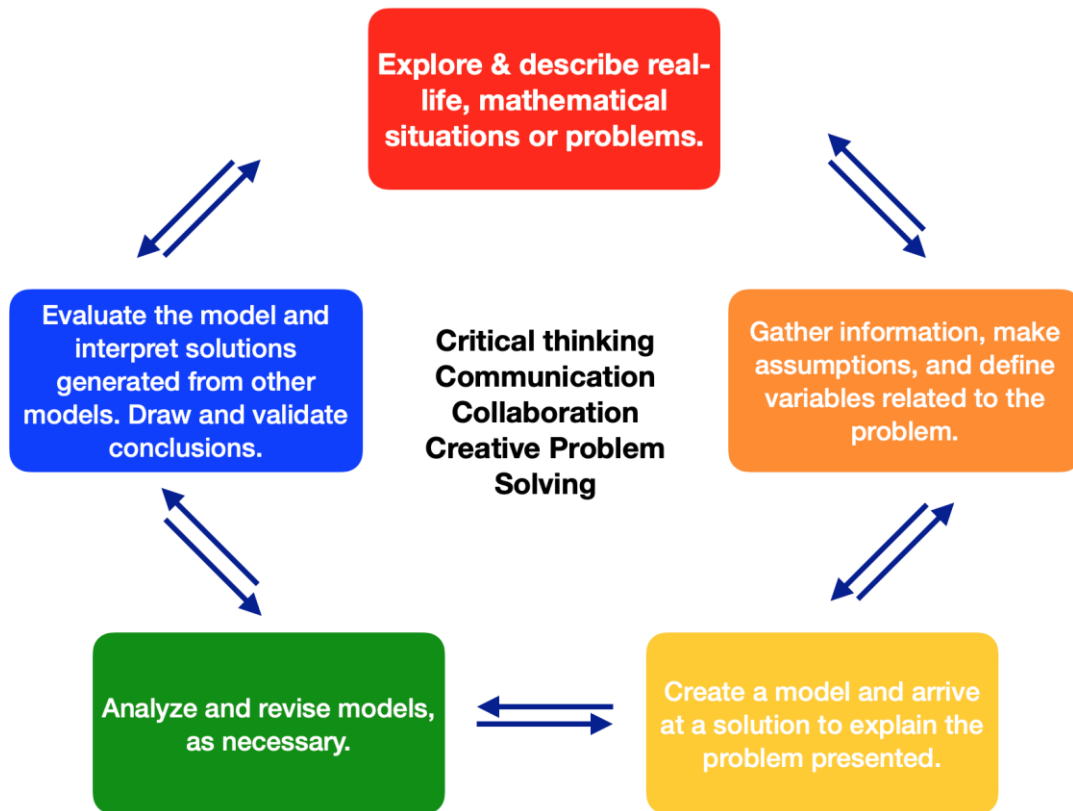 Explore & describe real-
life, mathematical
situations or problems.
Evaluate the model and
interpret solutions
generated from other
models. Draw and validate
conclusions.
Critical thinking
Communication
Collaboration
Creative Problem
Solving
Gather information, make
assumptions, and define
variables related to the
problem.
Analyze and revise models,
as necessary.
Create a model and arrive
at a solution to explain the
problem presented.